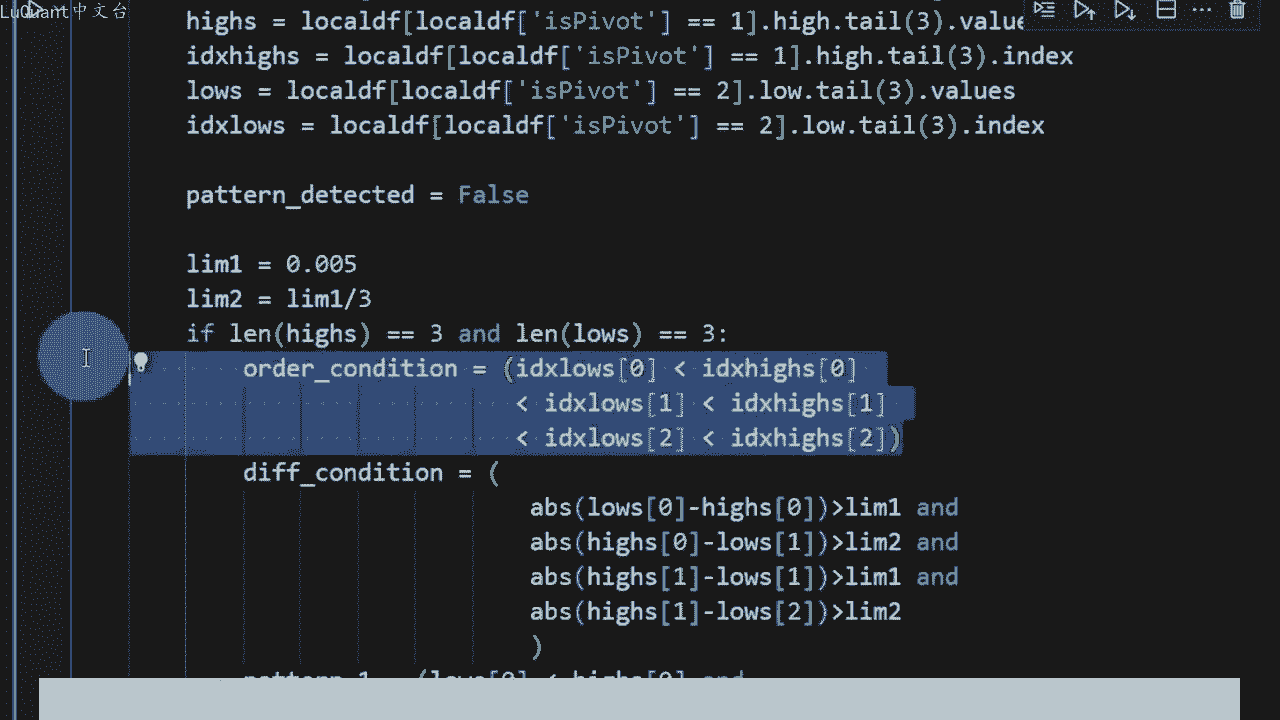 LuQuant中文台
highs = localdf[localdf['isPivot'] == 1].high.tail(3).value
idxhighs = localdf[localdf['isPivot'] == 1].high.tail(3).index
lows = localdf[localdf['isPivot'] == 2].low.tail(3).values
idxlows = localdf[localdf['isPivot'] == 2].low.tail(3).index
pattern_detected = False
lim1 = 0.005
lim2 = lim1/3
if len(highs) == 3 and len(lows) == 3:
order_condition = (idxlows[0] < idxhighs[0]
< idxlows[1] < idxhighs[1]
< idxlows[2] < idxhighs[2])
diff_condition = (
abs(lows[0]-highs[0])>lim1 and
abs(highs[0]-lows[1])>lim2 and
abs(highs[1]-lows[1])>lim1 and
abs(highs[1]-lows[2])>lim2
)